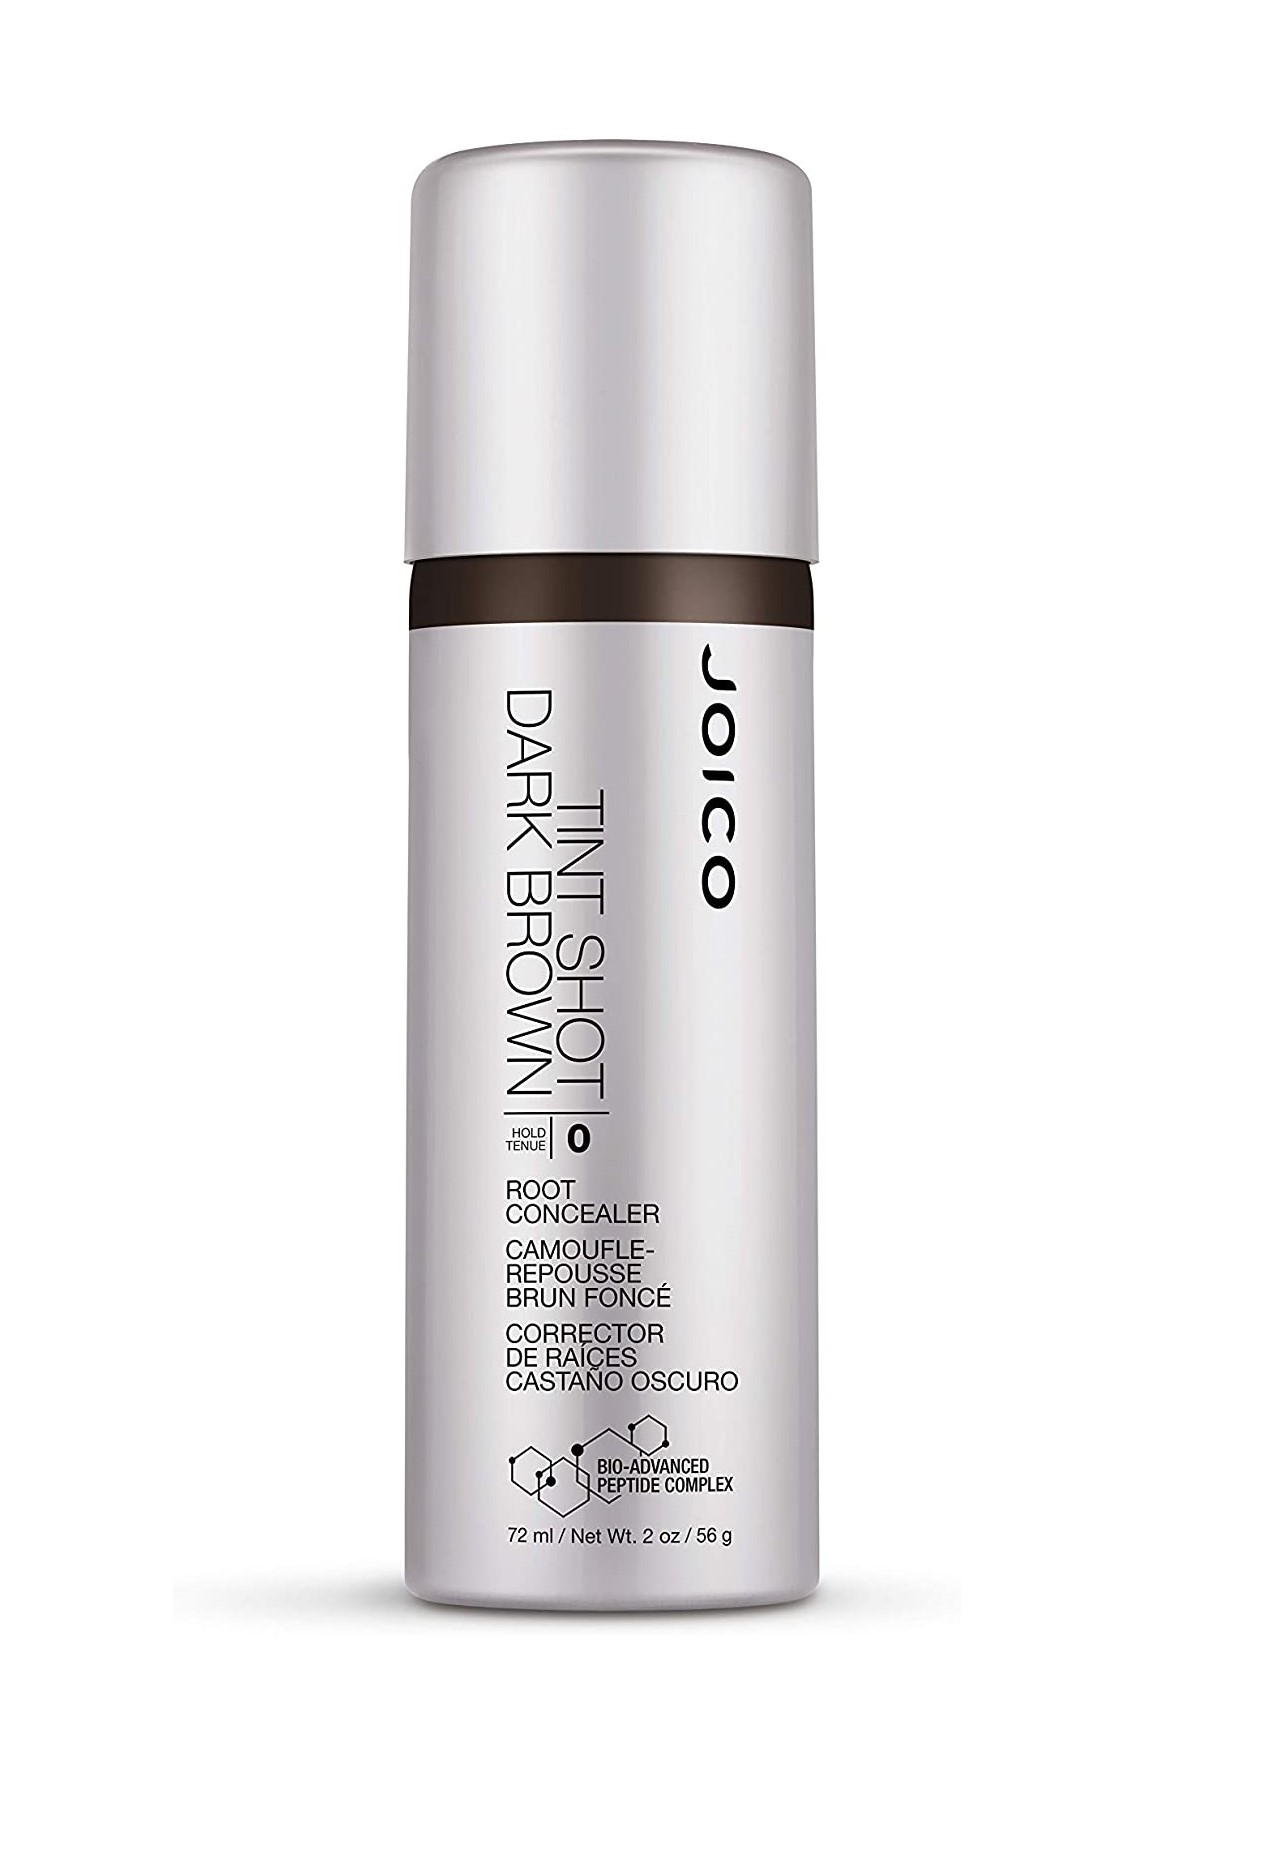 JOICO
TINT SHOT
DARK BROWN
HOLD
TENUE
0
ROOT
CONCEALER
CAMOUFLE-
REPOUSSE
BRUN FONCÉ
CORRECTOR
DE RAÍCES
CASTAÑO OSCURO
BIO-ADVANCED
PEPTIDE COMPLEX
72 ml / Net Wt. 2 oz / 56 g